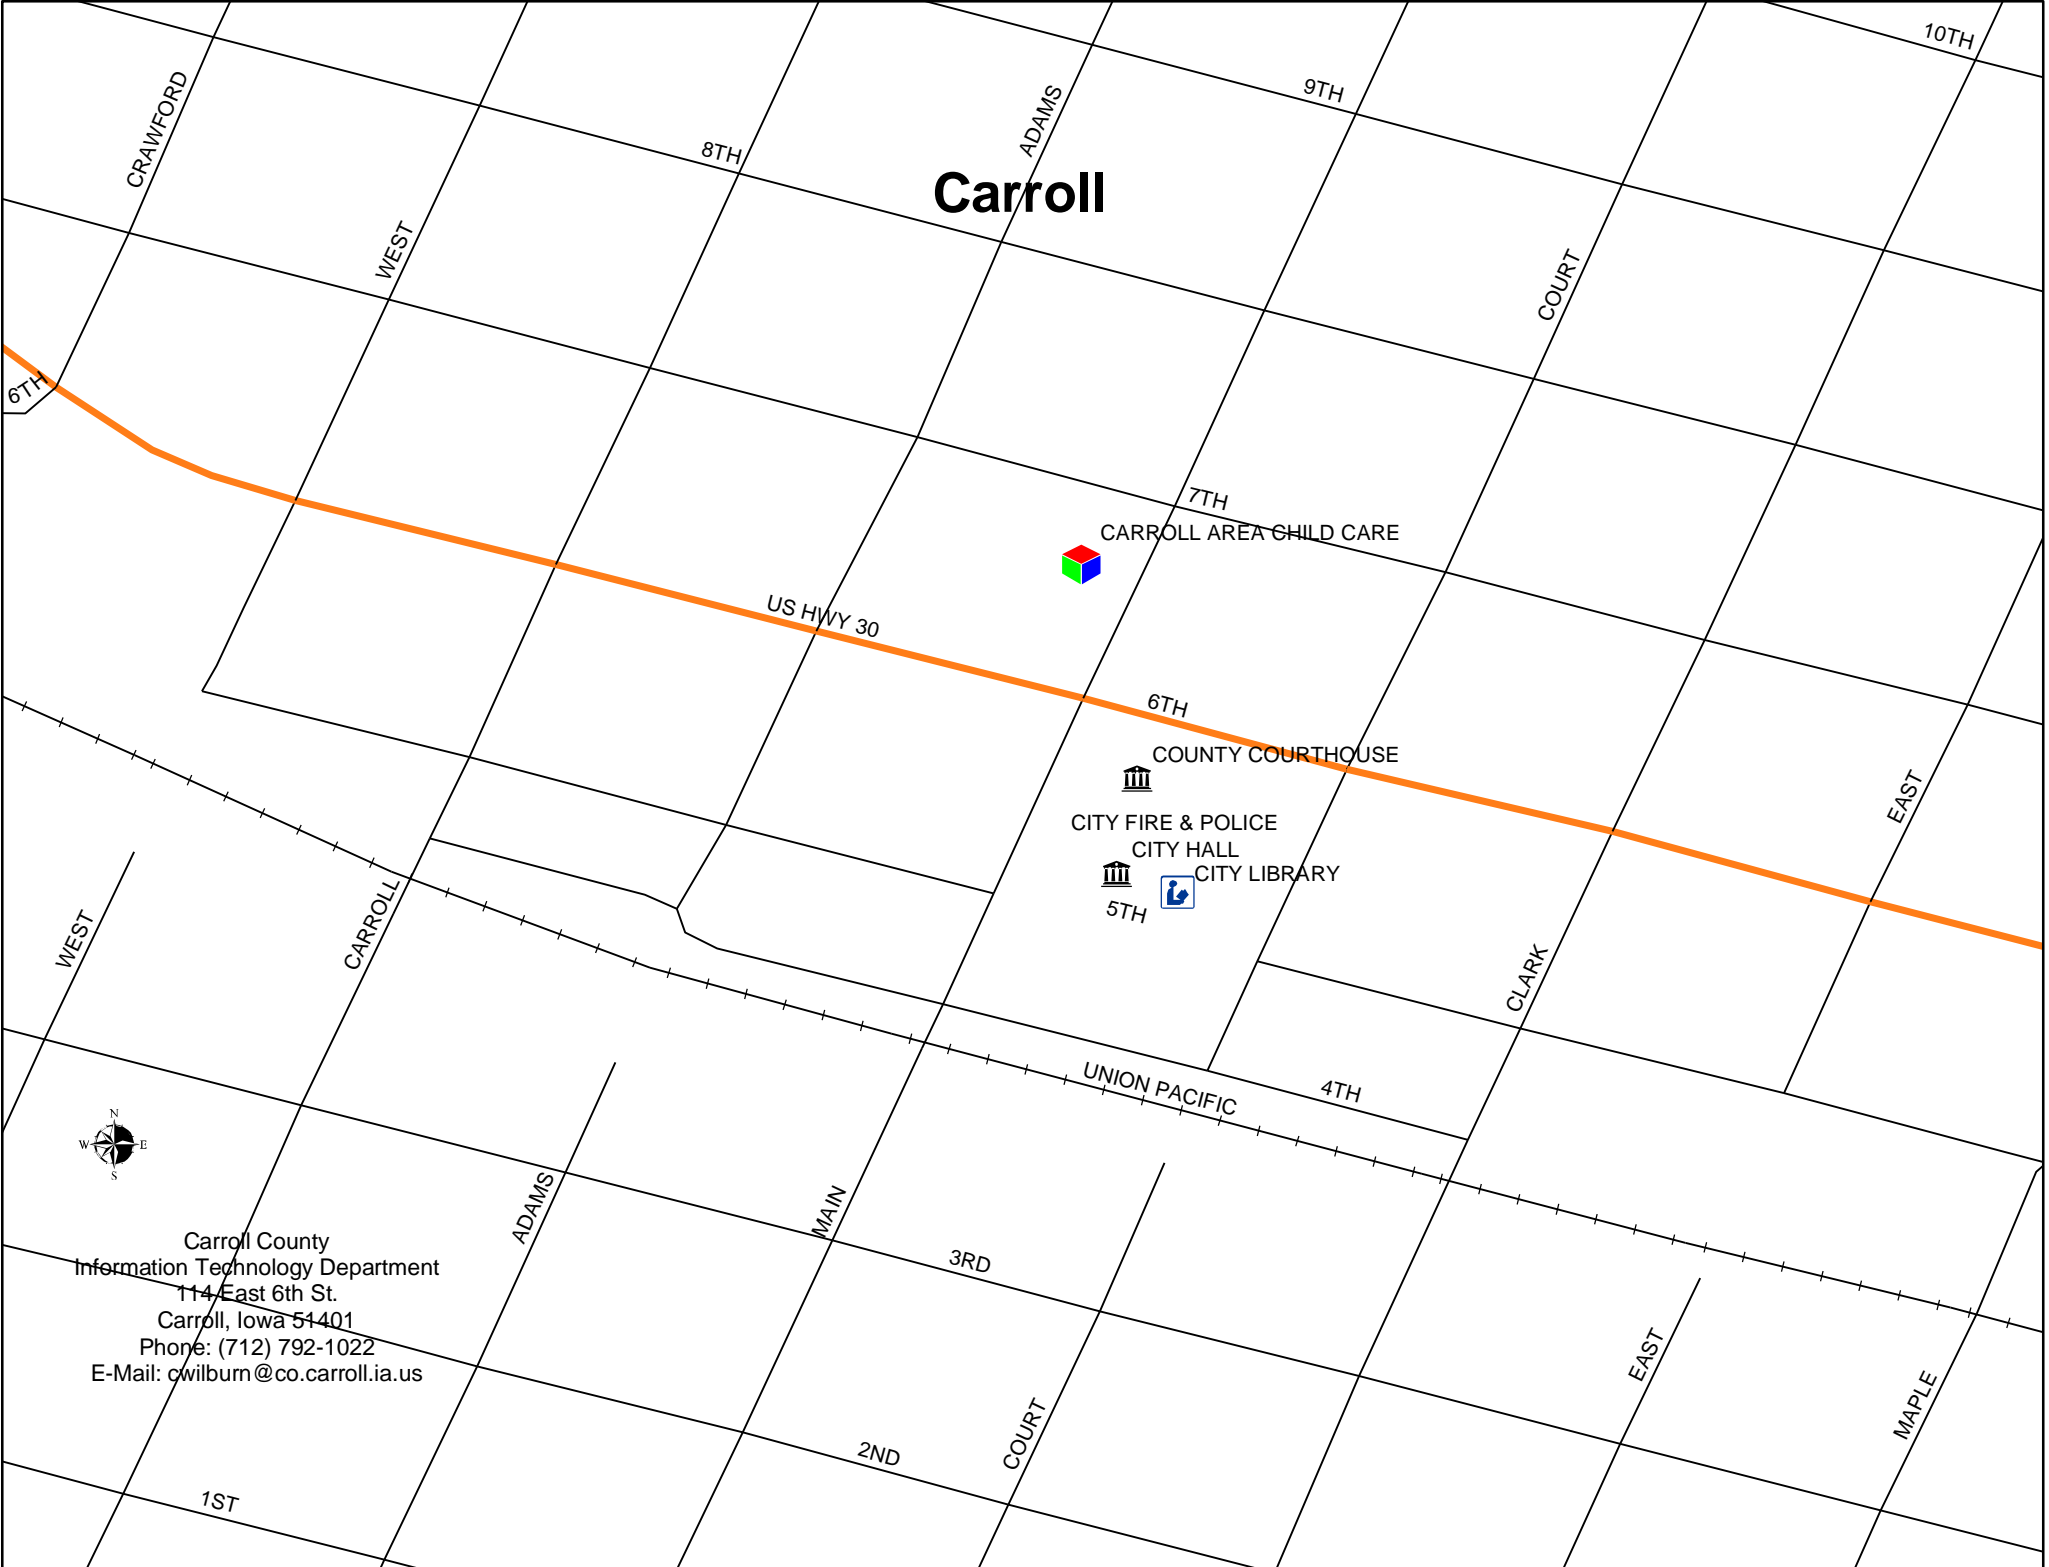 10TH
CRAWFORD
ADAMS
9TH
8TH
Carroll
WEST
COURT
6TH
7TH
CARROLL AREA CHILD CARE
US HWY 30
6TH
COUNTY COURTHOUSE
EAST
CITY FIRE & POLICE
CITY HALL
CITY LIBRARY
5TH
WEST
CARROLL
CLARK
UNION PACIFIC
4TH
N
W E
S
ADAMS
MAIN
3RD
Carroll County
Information Technology Department
114 East 6th St.
Carroll, Iowa 51401
Phone: (712) 792-1022
E-Mail: cwilburn@co.carroll.ia.us
EAST
MAPLE
COURT
2ND
1ST